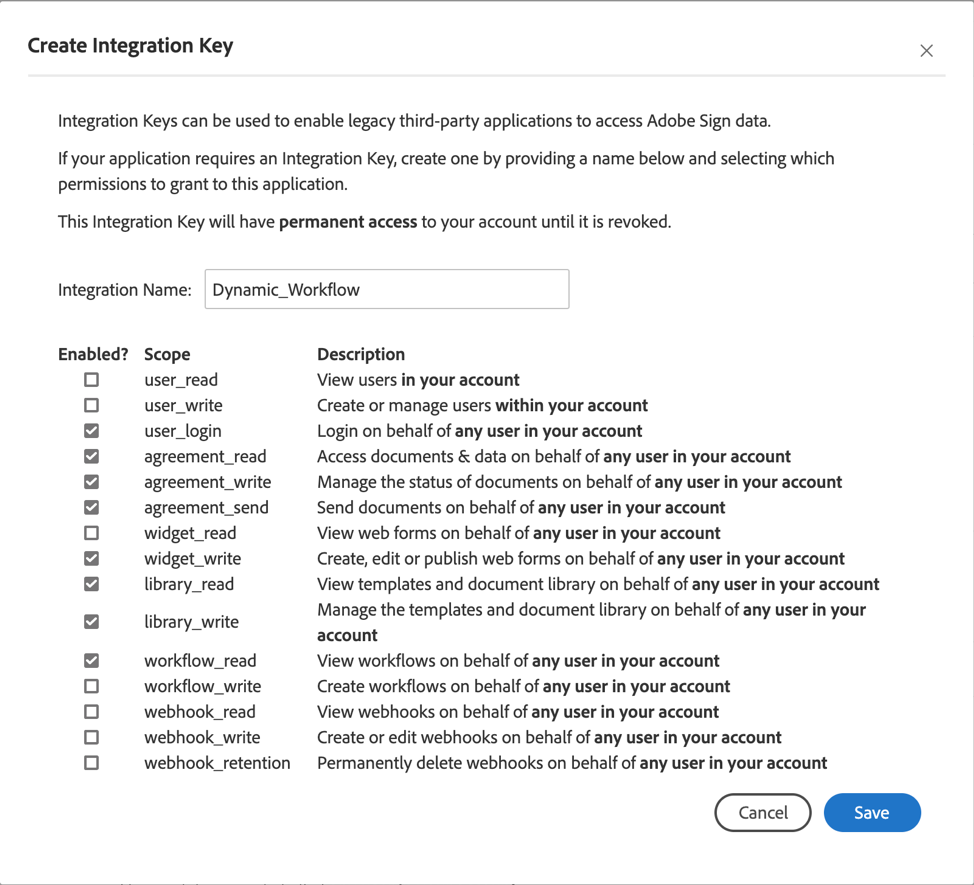 Create Integration Key
Integration Keys can be used to enable legacy third-party applications to access Adobe Sign data.
If your application requires an Integration Key, create one by providing a name below and selecting which
permissions to grant to this application.
This Integration Key will have permanent access to your account until it is revoked.
Integration Name: Dynamic_Workflow
Enabled? Scope Description
user_read View users in your account
user_write Create or manage users within your account
user_login Login on behalf of any user in your account
agreement_read Access documents & data on behalf of any user in your account
agreement_write Manage the status of documents on behalf of any user in your account
agreement_send Send documents on behalf of any user in your account
widget_read View web forms on behalf of any user in your account
widget_write Create, edit or publish web forms on behalf of any user in your account
library_read View templates and document library on behalf of any user in your account
library_write Manage the templates and document library on behalf of any user in your
account
workflow_read View workflows on behalf of any user in your account
workflow_write Create workflows on behalf of any user in your account
webhook_read View webhooks on behalf of any user in your account
webhook_write Create or edit webhooks on behalf of any user in your account
webhook_retention Permanently delete webhooks on behalf of any user in your account
Cancel Save